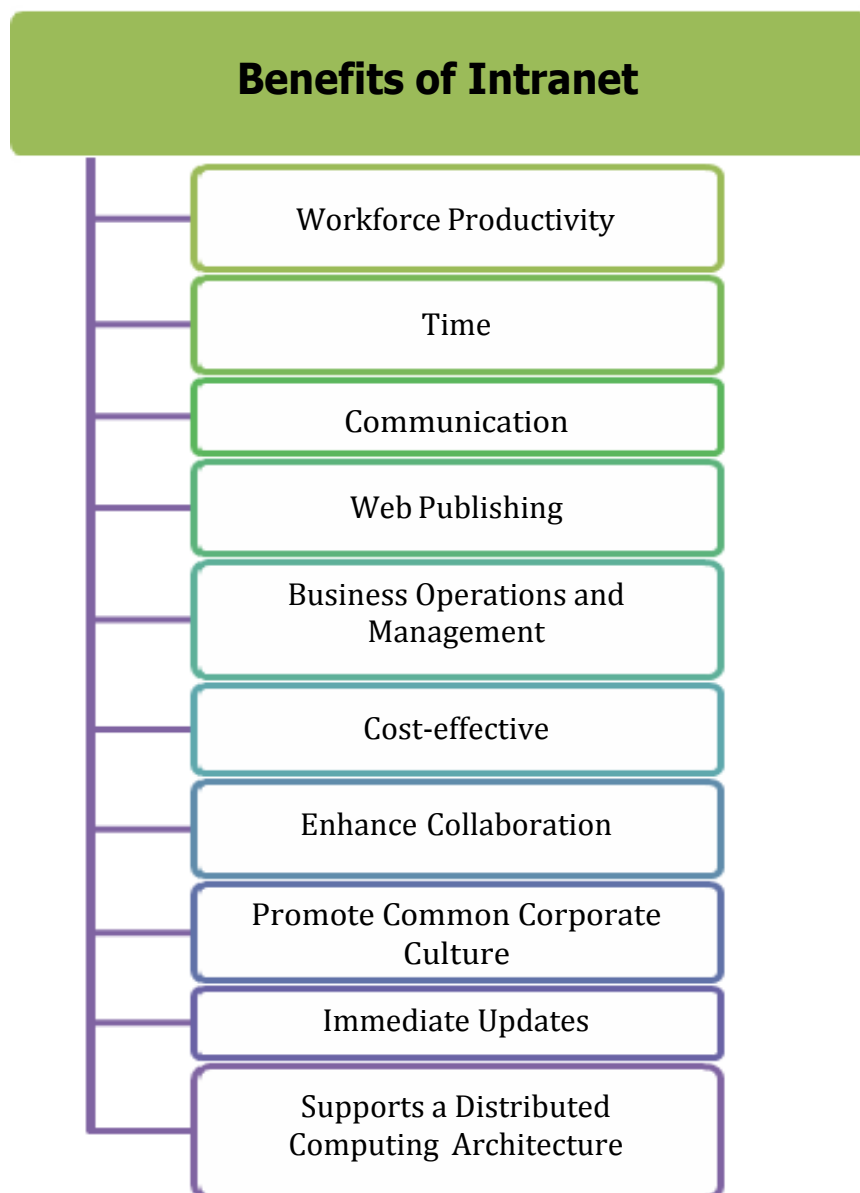 Benefits of Intranet
Workforce Productivity
Time
Communication
Web Publishing
Business Operations and
Management
Cost-effective
Enhance Collaboration
Promote Common Corporate
Culture
Immediate Updates
Supports a Distributed
Computing Architecture